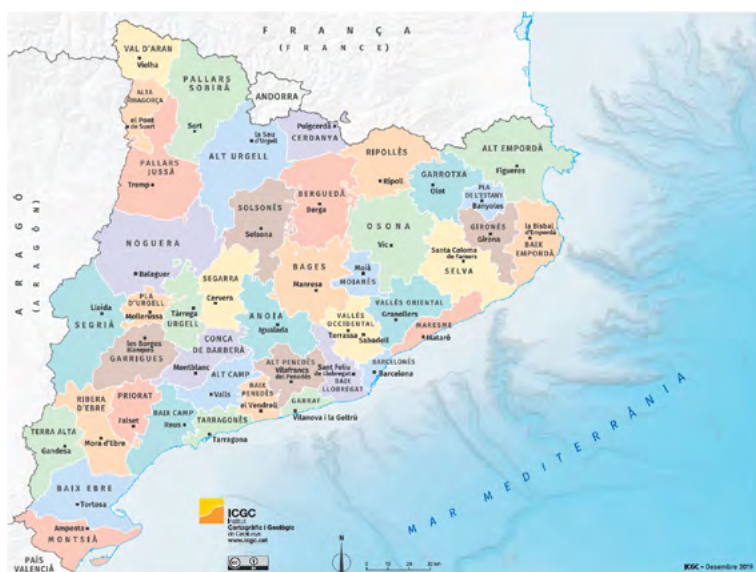 FRANÇA
(FRANCE)
VAL D'ARAN
Vielha
PALLARS
SOBIRÀ
Sort
ANDORRA
ALTA
RIBAGORÇA
el Pont
de Suert
la Seu
d'Urgell
ALT URGELL
Puigcerdà
CERDANYA
RIPOLLÈS
Ripoll
ALT EMPORDÀ
Figueres
GARROTXA
Olot
PLA
DE L'ESTANY
Banyoles
PALLARS
JUSSÀ
Tremp
BERGUEDÀ
Berga
SOLSONÈS
Solsona
OSONA
Vic
GIRONÈS
Girona
la Bisbal
d'Empordà
BAIX
EMPORDÀ
ARAGÓ
(ARAGÓN)
NOGUERA
Balaguer
Santa Coloma
de Farners
SELVA
SEGARRA
Cervera
BAGES
Manresa
Moià
MOIANÈS
Lleida
SEGRIÀ
PLA
D'URGELL
Mollerussa
Tàrrega
URGELL
ANOIA
Igualada
VALLÈS ORIENTAL
Granollers
VALLÈS
OCCIDENTAL
Terrassa
Sabadell
MARESME
Mataró
les Borges
Blanques
GARRIGUES
CONCA
DE BARBERÀ
Montblanc
ALT CAMP
Valls
ALT PENEDÈS
Vilafranca
del Penedès
Sant Feliu
de Llobregat
BAIX
LLOBREGAT
BARCELONÈS
Barcelona
RIBERA
D'EBRE
Móra d'Ebre
PRIORAT
Falset
BAIX CAMP
Reus
BAIX
PENEDÈS
el Vendrell
GARRAF
Vilanova i la Geltrú
TARRAGONÈS
Tarragona
TERRA ALTA
Gandesa
BAIX EBRE
Tortosa
Amposta
MONTSIÀ
PAÍS
VALENCIÀ
MAR MEDITERRÀNIA
ICGC
Institut
Cartogràfic i Geològic
de Catalunya
www.icgc.cat
N
0 10 20 30 km